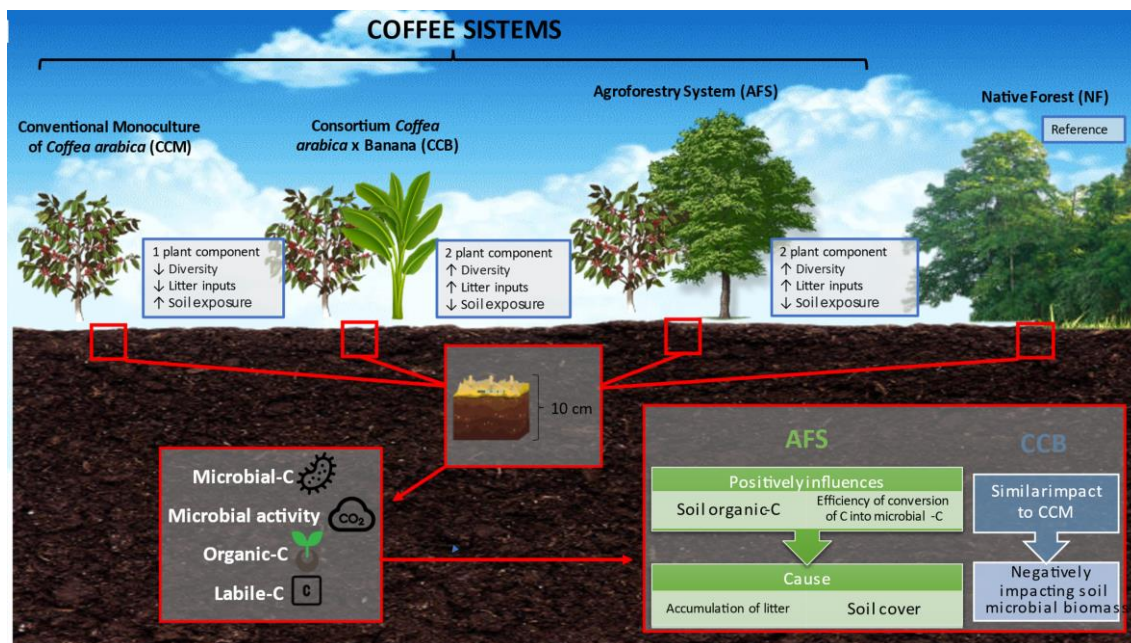 COFFEE SISTEMS
Conventional Monoculture
of Coffea arabica (CCM)
Consortium Coffea
arabica x Banana (CCB)
Agroforestry System (AFS)
Native Forest (NF)
Reference
1 plant component
↓ Diversity
↓ Litter inputs
↑ Soil exposure
2 plant component
↑ Diversity
↑ Litter inputs
↓ Soil exposure
2 plant component
↑ Diversity
↑ Litter inputs
↓ Soil exposure
10 cm
Microbial-C
Microbial activity
CO₂
Organic-C
Labile-C
C
AFS
Positively influences
Soil organic-C
Efficiency of conversion
of C into microbial -C
Cause
Accumulation of litter
Soil cover
CCB
Similar impact
to CCM
Negatively
impacting soil
microbial biomass